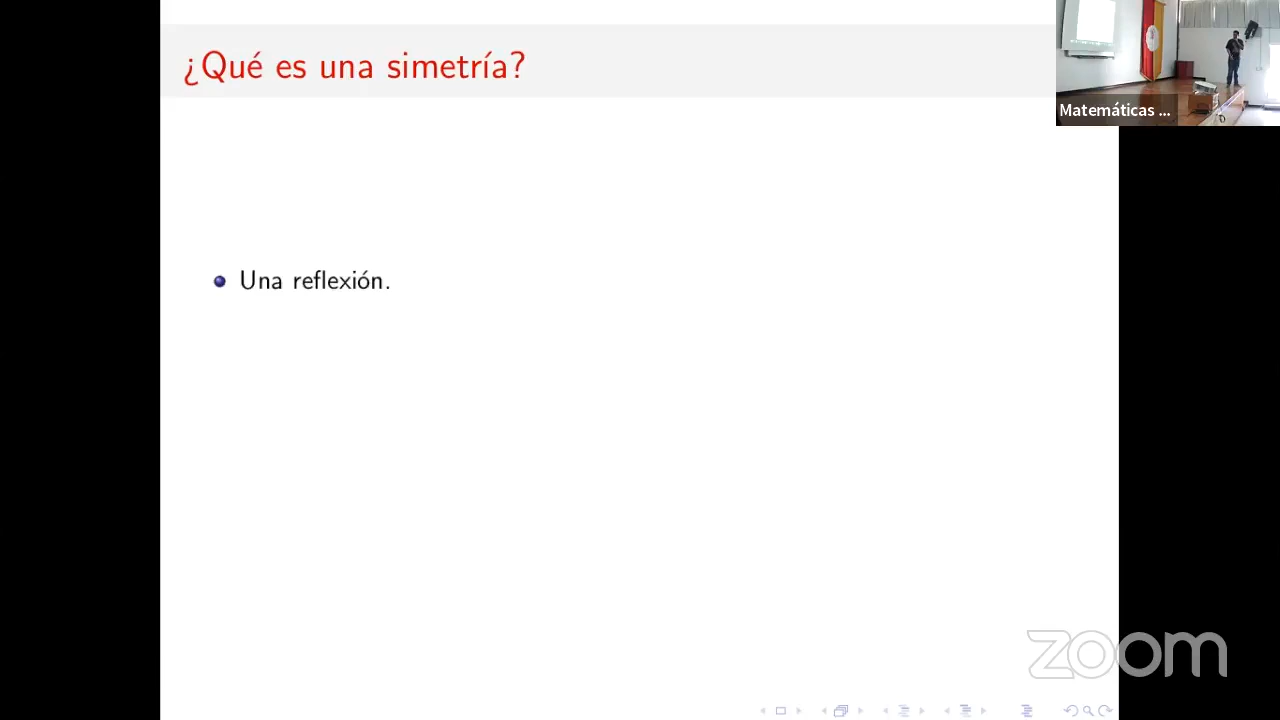 ¿Qué es una simetría?
Matemáticas ...
Una reflexión.
zoom